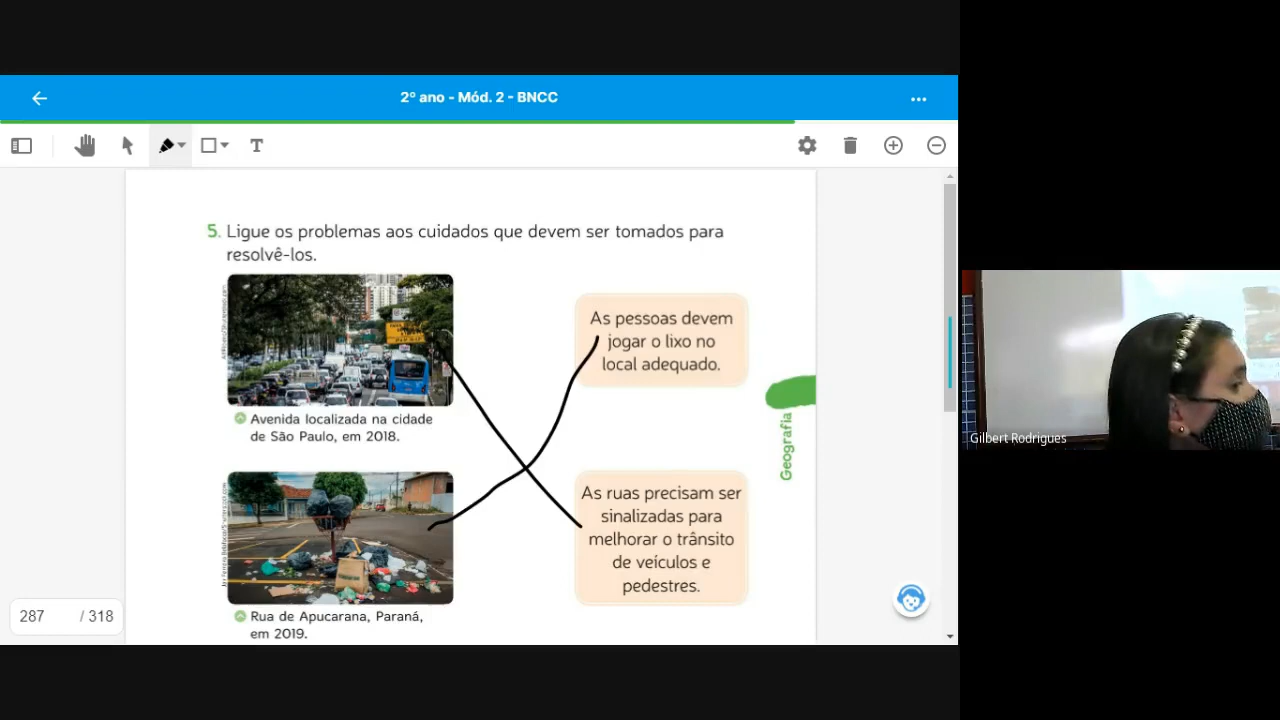 2º ano - Mód. 2 - BNCC
T
5. Ligue os problemas aos cuidados que devem ser tomados para
resolvê-los.
As pessoas devem
jogar o lixo no
local adequado.
Avenida localizada na cidade
de São Paulo, em 2018.
Geografia
As ruas precisam ser
sinalizadas para
melhorar o trânsito
de veículos e
pedestres.
Rua de Apucarana, Paraná,
em 2019.
287 / 318
Gilbert Rodrigues